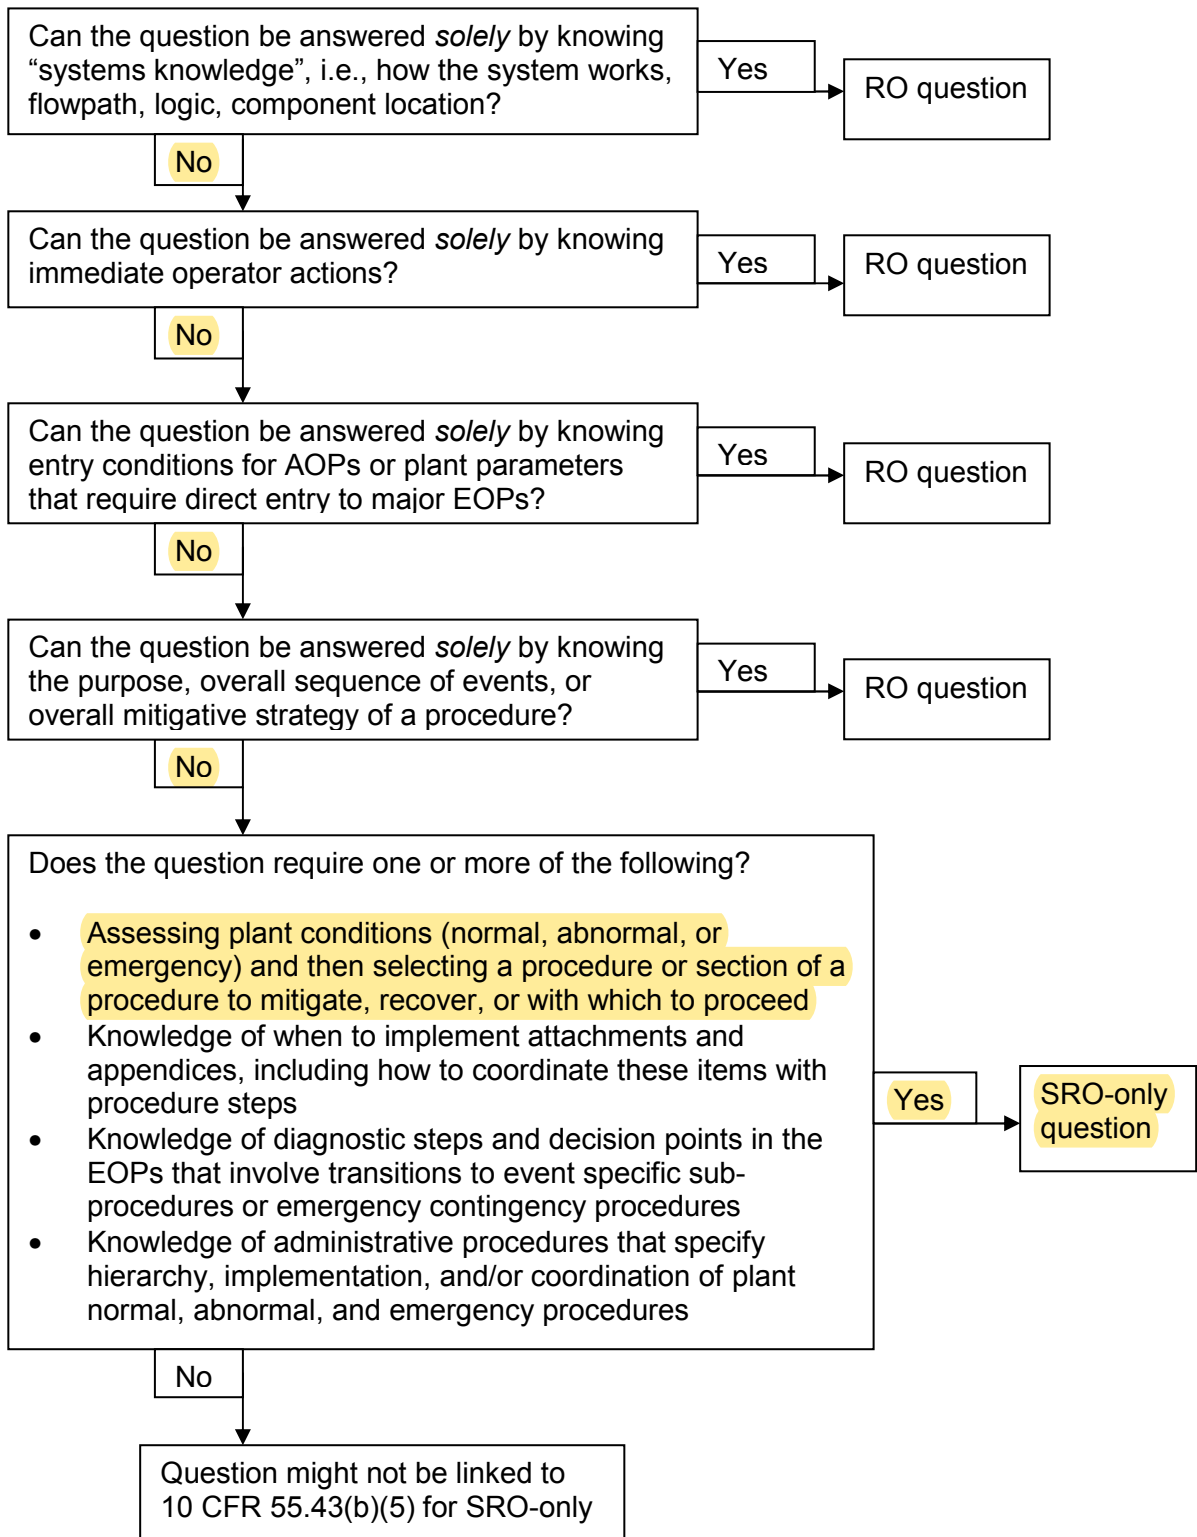 Can the question be answered solely by knowing
“systems knowledge”, i.e., how the system works,
flowpath, logic, component location?
Yes
RO question
No
Can the question be answered solely by knowing
immediate operator actions?
Yes
RO question
No
Can the question be answered solely by knowing
entry conditions for AOPs or plant parameters
that require direct entry to major EOPs?
Yes
RO question
No
Can the question be answered solely by knowing
the purpose, overall sequence of events, or
overall mitigative strategy of a procedure?
Yes
RO question
No
Does the question require one or more of the following?
• Assessing plant conditions (normal, abnormal, or
emergency) and then selecting a procedure or section of a
procedure to mitigate, recover, or with which to proceed
• Knowledge of when to implement attachments and
appendices, including how to coordinate these items with
procedure steps
• Knowledge of diagnostic steps and decision points in the
EOPs that involve transitions to event specific sub-
procedures or emergency contingency procedures
• Knowledge of administrative procedures that specify
hierarchy, implementation, and/or coordination of plant
normal, abnormal, and emergency procedures
Yes
SRO-only
question
No
Question might not be linked to
10 CFR 55.43(b)(5) for SRO-only